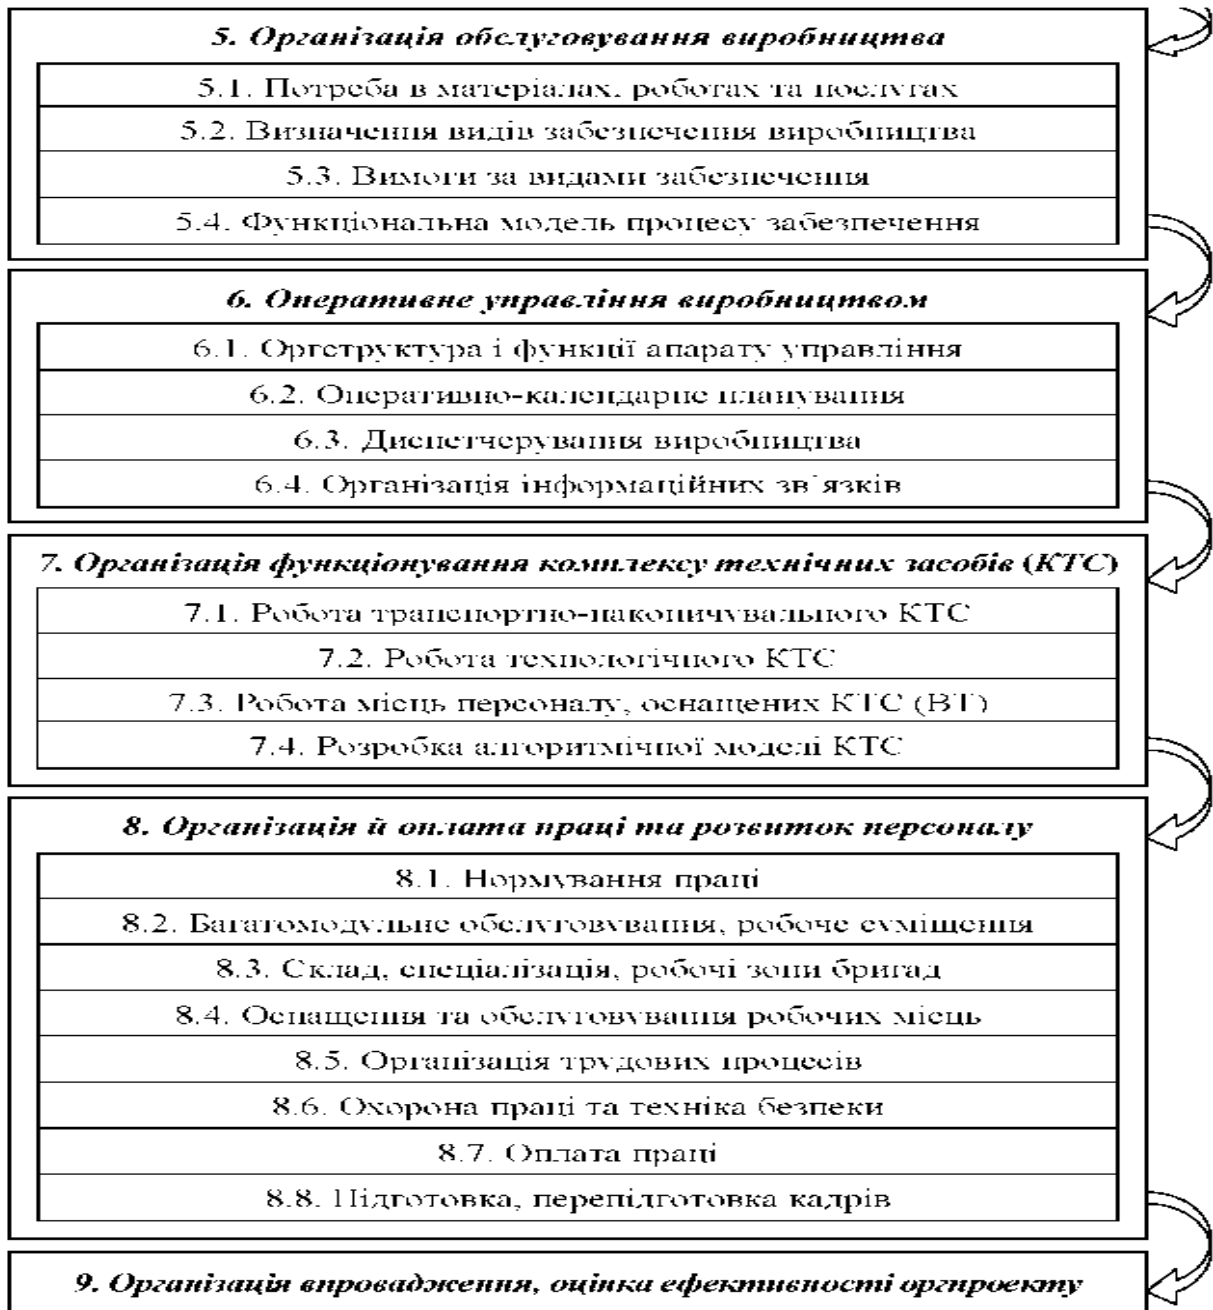 5. Організація обслуговування виробництва
5.1. Потреба в матеріалах, роботах та послугах
5.2. Визначення видів забезпечення виробництва
5.3. Вимоги за видами забезпечення
5.4. Функціональна модель процесу забезпечення
6. Оперативне управління виробництвом
6.1. Оргструктура і функції апарату управління
6.2. Оперативно-календарне планування
6.3. Диспетчерування виробництва
6.4. Організація інформаційних зв'язків
7. Організація функціонування комплексу технічних засобів (КТС)
7.1. Робота транспортно-накопичувального КТС
7.2. Робота технологічного КТС
7.3. Робота місць персоналу, оснащених КТС (ВТ)
7.4. Розробка алгоритмічної моделі КТС
8. Організація й оплата праці та розвиток персоналу
8.1. Нормування праці
8.2. Багатомодульне обслуговування, робоче суміщення
8.3. Склад, спеціалізація, робочі зони бригад
8.4. Оснащення та обслуговування робочих місць
8.5. Організація трудових процесів
8.6. Охорона праці та техніка безпеки
8.7. Оплата праці
8.8. Підготовка, перепідготовка кадрів
9. Організація впровадження, оцінка ефективності оргпроекту